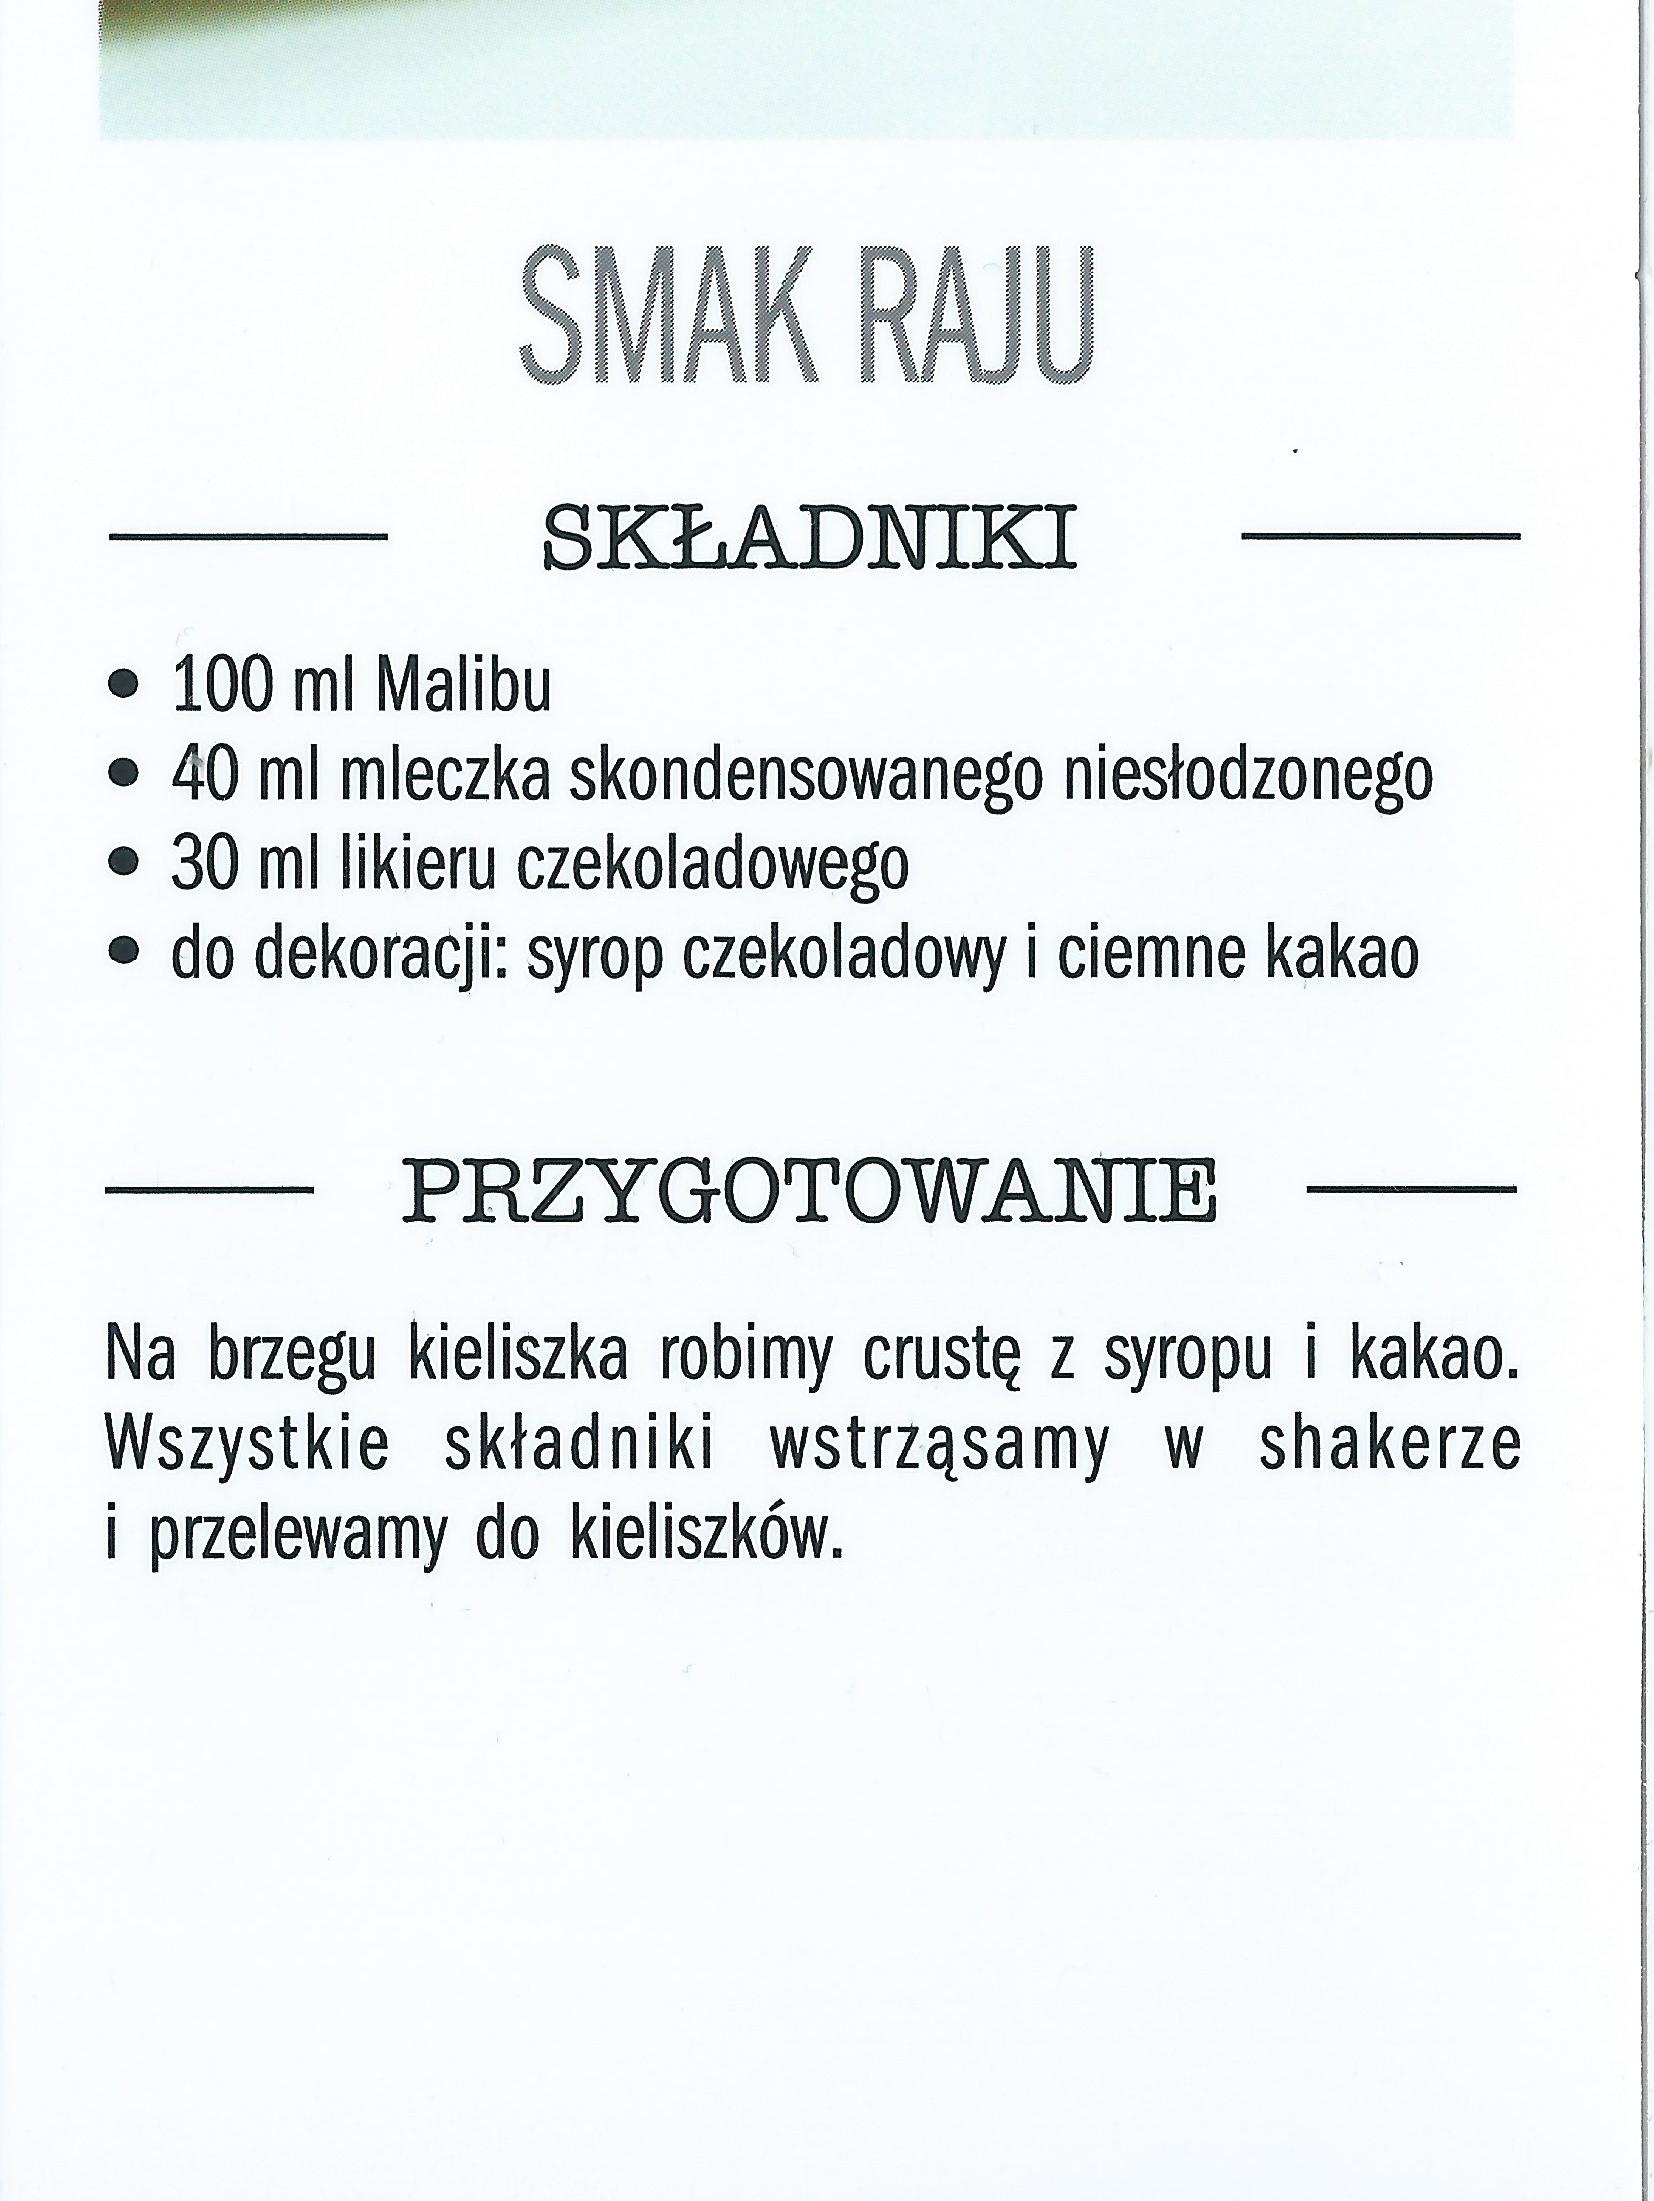 SMAK RAJU
SKŁADNIKI
• 100 ml Malibu
• 40 ml mleczka skondensowanego niesłodzonego
• 30 ml likieru czekoladowego
• do dekoracji: syrop czekoladowy i ciemne kakao
PRZYGOTOWANIE
Na brzegu kieliszka robimy crustę z syropu i kakao.
Wszystkie składniki wstrząsamy w shakerze
i przelewamy do kieliszków.